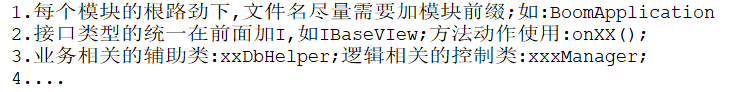 1.每个模块的根路劲下,文件名尽量需要加模块前缀;如:BoomApplication
2.接口类型的统一在前面加I,如IBaseVIew;方法动作使用:onXX();
3.业务相关的辅助类:xxDbHelper;逻辑相关的控制类:xxxManager;
4....